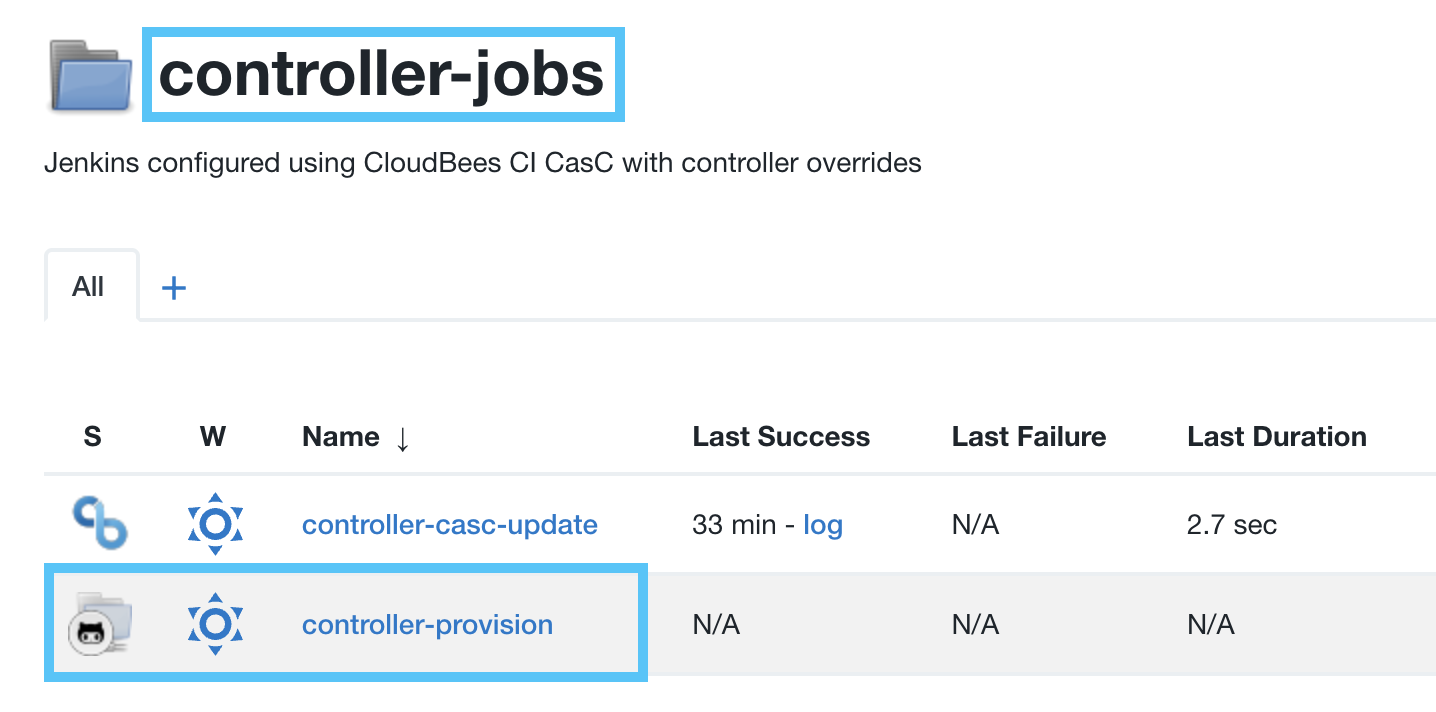 controller-jobs
Jenkins configured using CloudBees CI CasC with controller overrides
All +
S W Name ↓ Last Success Last Failure Last Duration
controller-casc-update 33 min - log N/A 2.7 sec
controller-provision N/A N/A N/A